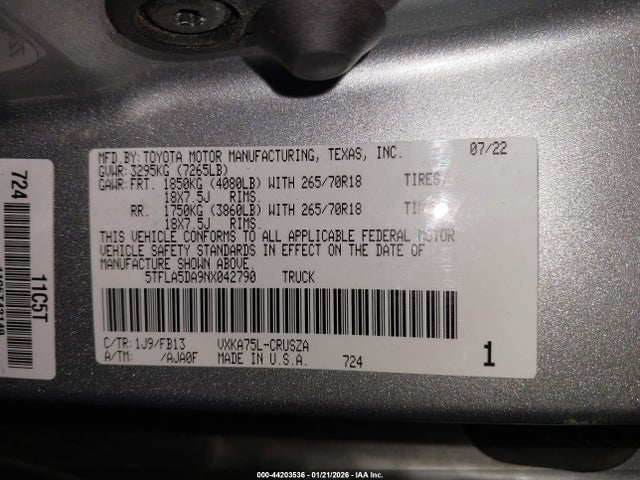 MFD.BY:TOYOTA MOTOR MANUFACTURING, TEXAS, INC. 07/22
GVWR:3295KG (7265LB)
GAWR:FRT. 1850KG (4080LB) WITH 265/70R18 TIRES,
18X7.5J RIMS.
RR. 1750KG (3860LB) WITH 265/70R18
18X7.5J RIMS.
THIS VEHICLE CONFORMS TO ALL APPLICABLE FEDERAL MOTOR
VEHICLE SAFETY STANDARDS IN EFFECT ON THE DATE OF
MANUFACTURE SHOWN ABOVE.
5TFLA5DA9NX042790 TRUCK
C/TR:1J9/FB13 VXKA75L-CRUSZA
A/TM: /AJA0F MADE IN U.S.A. 724 1
724
11C5T
000-44203536 - 01/21/2026 - IAA Inc.